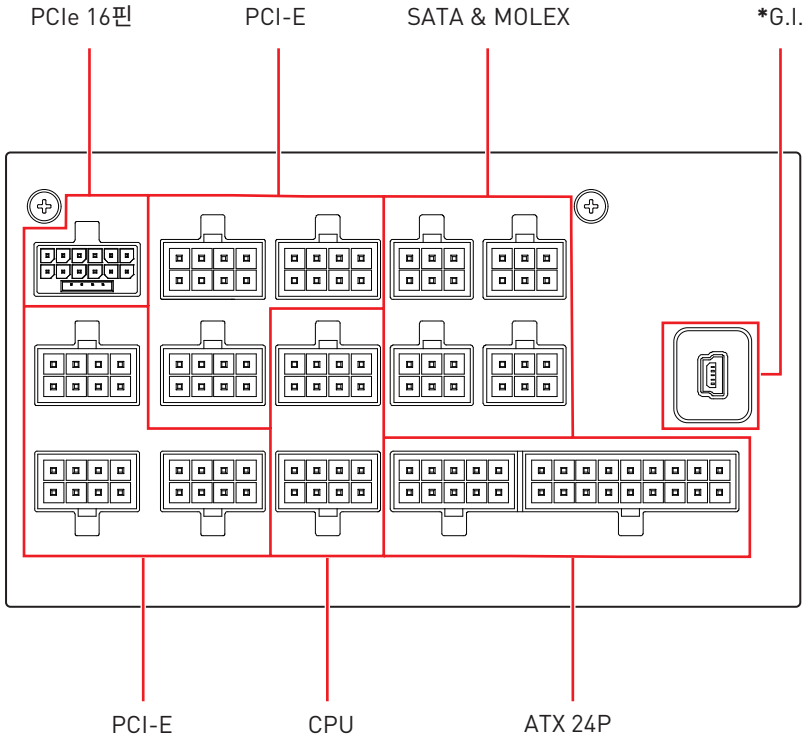 PCIe 16핀
PCI-E
SATA & MOLEX
*G.I.
PCI-E
CPU
ATX 24P